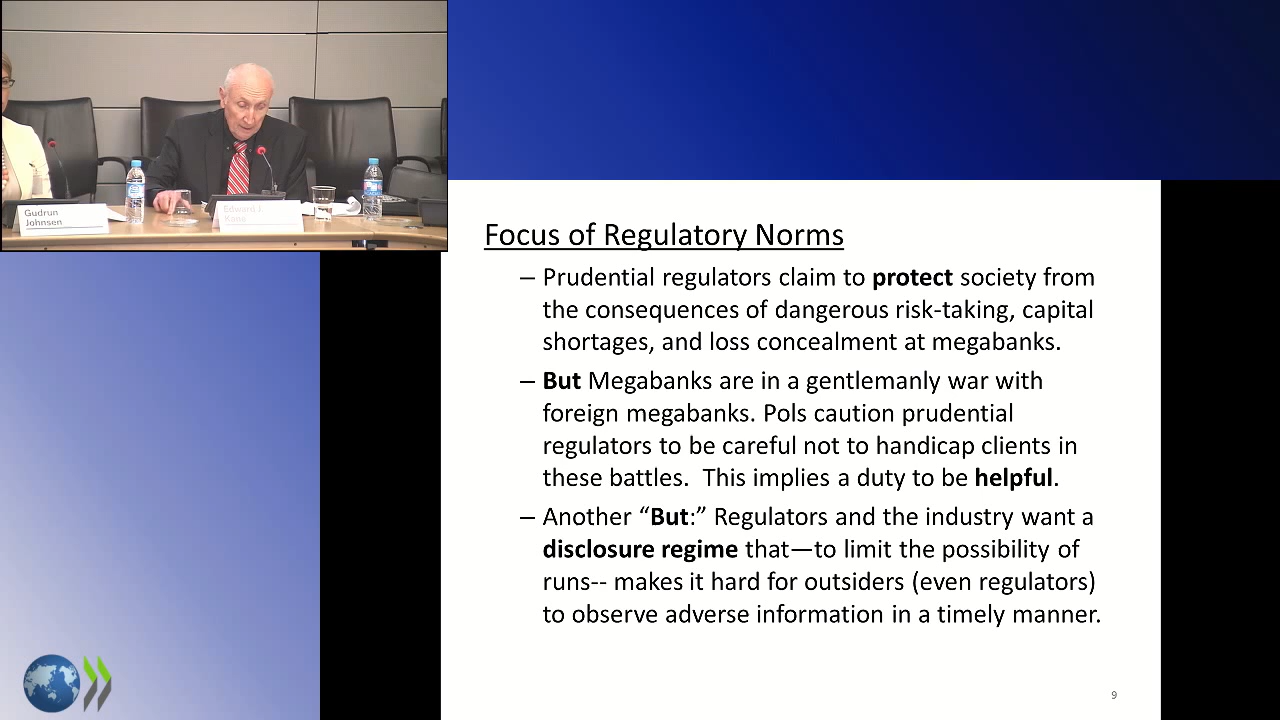 Gudrun
Johnsen
Edward J.
Kane
Focus of Regulatory Norms
– Prudential regulators claim to protect society from
the consequences of dangerous risk-taking, capital
shortages, and loss concealment at megabanks.
– But Megabanks are in a gentlemanly war with
foreign megabanks. Pols caution prudential
regulators to be careful not to handicap clients in
these battles.  This implies a duty to be helpful.
– Another “But:” Regulators and the industry want a
disclosure regime that—to limit the possibility of
runs-- makes it hard for outsiders (even regulators)
to observe adverse information in a timely manner.
9